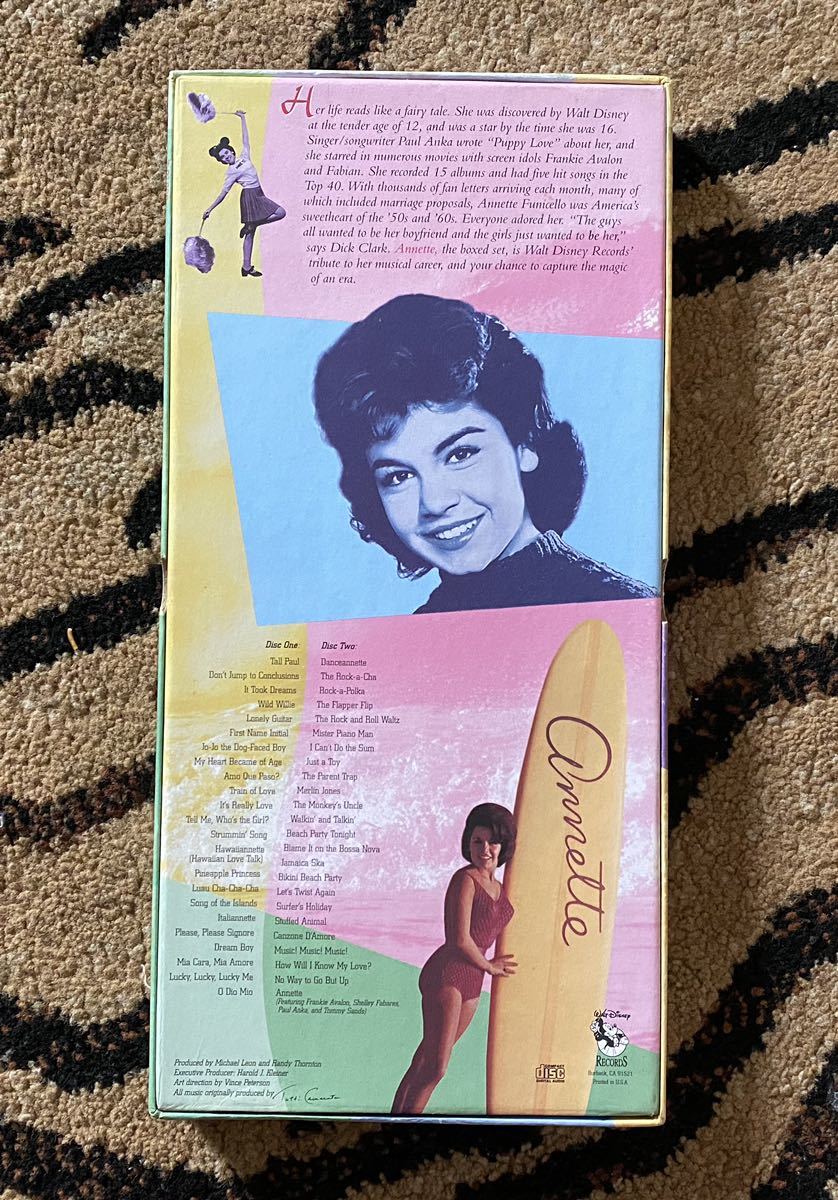 Her life reads like a fairy tale. She was discovered by Walt Disney
at the tender age of 12, and was a star by the time she was 16.
Singer/songwriter Paul Anka wrote "Puppy Love" about her, and
she starred in numerous movies with screen idols Frankie Avalon
and Fabian. She recorded 15 albums and had five hit songs in the
Top 40. With thousands of fan letters arriving each month, many of
which included marriage proposals, Annette Funicello was America's
sweetheart of the '50s and '60s. Everyone adored her. "The guys
all wanted to be her boyfriend and the girls just wanted to be her,"
says Dick Clark. Annette, the boxed set, is Walt Disney Records'
tribute to her musical career, and your chance to capture the magic
of an era.
Disc One:
Tall Paul
Don't Jump to Conclusions
It Took Dreams
Wild Willie
Lonely Guitar
First Name Initial
Jo-Jo the Dog-Faced Boy
My Heart Became of Age
Amo Que Paso?
Train of Love
It's Really Love
Tell Me, Who's the Girl?
Strummin' Song
Hawaiiannette
(Hawaiian Love Talk)
Pineapple Princess
Luau Cha-Cha-Cha
Song of the Islands
Italiannette
Please, Please Signore
Dream Boy
Mia Cara, Mia Amore
Lucky, Lucky, Lucky Me
O Dio Mio
Disc Two:
Danceannette
The Rock-a-Cha
Rock-a-Polka
The Flapper Flip
The Rock and Roll Waltz
Mister Piano Man
I Can't Do the Sum
Just a Toy
The Parent Trap
Merlin Jones
The Monkey's Uncle
Walkin' and Talkin'
Beach Party Tonight
Blame It on the Bossa Nova
Jamaica Ska
Bikini Beach Party
Let's Twist Again
Surfer's Holiday
Stuffed Animal
Canzone D'Amore
Music! Music! Music!
How Will I Know My Love?
No Way to Go But Up
Annette
(Featuring Frankie Avalon, Shelley Fabares,
Paul Anka, and Tommy Sands)
Annette
Produced by Michael Leon and Randy Thornton
Executive Producer: Harold J. Kleiner
Art direction by Vince Peterson
All music originally produced by Tutti Camarata
COMPACT
disc
DIGITAL AUDIO
Walt Disney
RECORDS
Burbank, CA 91521
Printed in U.S.A.